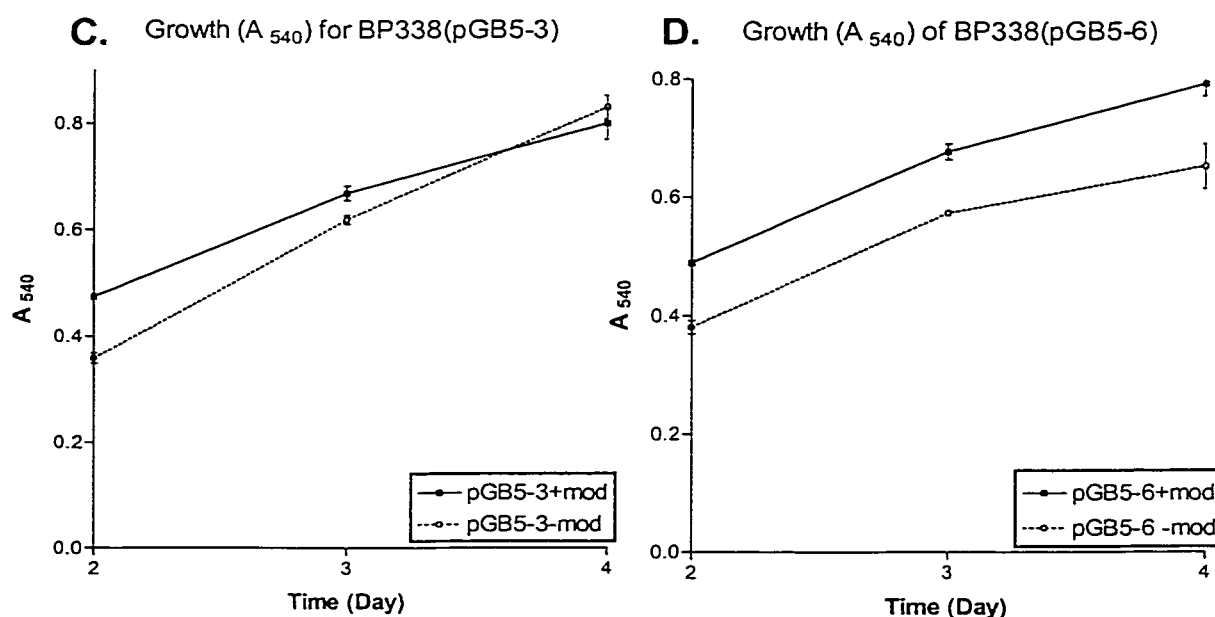 C. Growth (A 540) for BP338(pGB5-3)
0.8
0.6
0.4
0.2
0.0
A 540
2
3
4
Time (Day)
pGB5-3+mod
pGB5-3-mod
D. Growth (A 540) of BP338(pGB5-6)
0.8
0.6
0.4
0.2
0.0
A 540
2
3
4
Time (Day)
pGB5-6+mod
pGB5-6 -mod